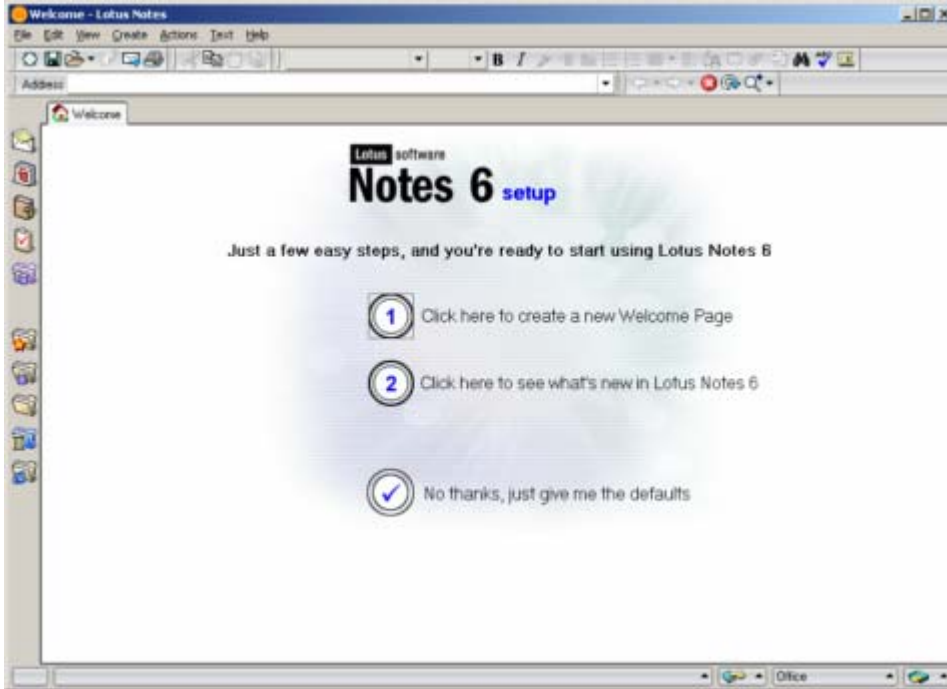 Welcome - Lotus Notes
File Edit View Create Actions Text Help
B I
Address
Welcome
Lotus software
Notes 6 setup
Just a few easy steps, and you're ready to start using Lotus Notes 6
1 Click here to create a new Welcome Page
2 Click here to see what's new in Lotus Notes 6
No thanks, just give me the defaults
Office